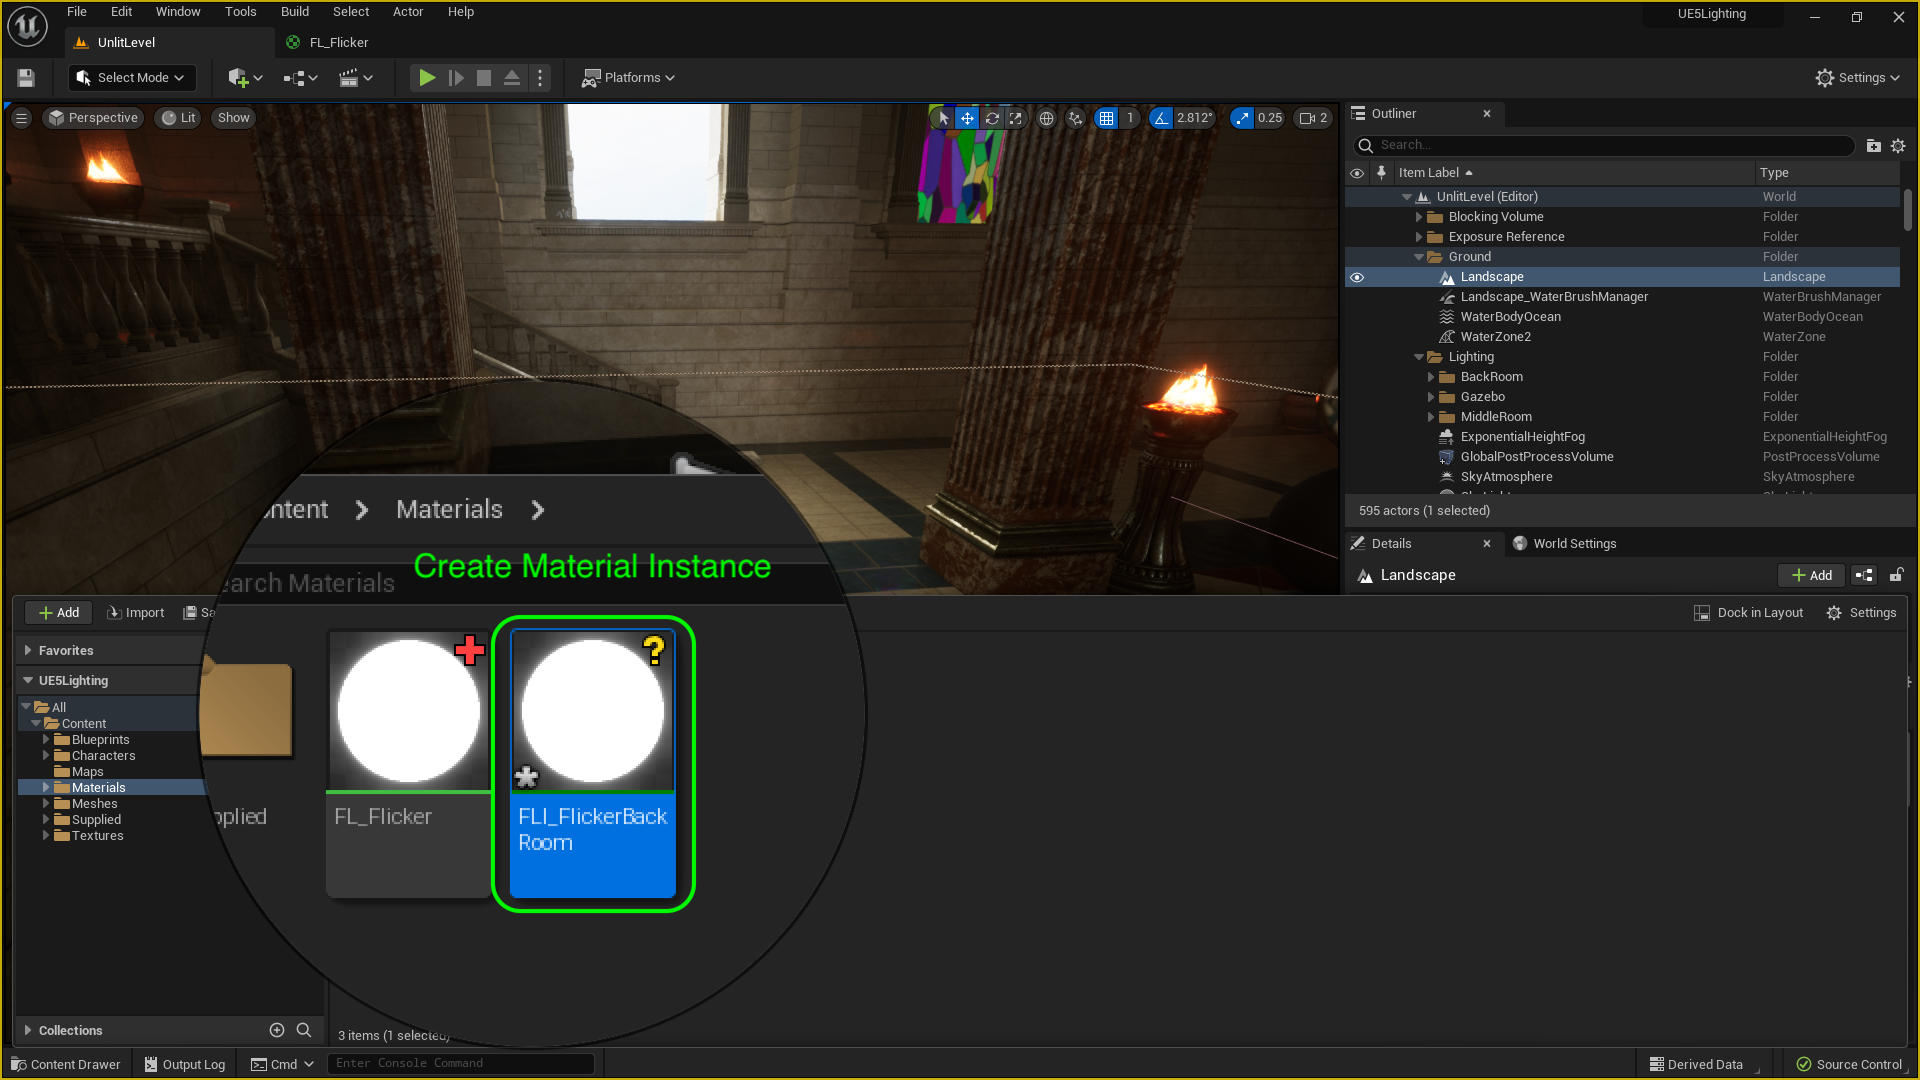 File Edit Window Tools Build Select Actor Help
UE5Lighting
UnlitLevel
FL_Flicker
Select Mode
Platforms
Settings
Perspective
Lit
Show
1
2.812°
0.25
2
Outliner
Search...
Item Label
Type
UnlitLevel (Editor) World
Blocking Volume Folder
Exposure Reference Folder
Ground Folder
Landscape Landscape
Landscape_WaterBrushManager WaterBrushManager
WaterBodyOcean WaterBodyOcean
WaterZone2 WaterZone
Lighting Folder
BackRoom Folder
Gazebo Folder
MiddleRoom Folder
ExponentialHeightFog ExponentialHeightFog
GlobalPostProcessVolume PostProcessVolume
SkyAtmosphere SkyAtmosphere
595 actors (1 selected)
Details
World Settings
Landscape
Add
ntent > Materials >
Create Material Instance
earch Materials
Add
Import
Sa
Dock in Layout
Settings
Favorites
UE5Lighting
All
Content
Blueprints
Characters
Maps
Materials
Meshes
Supplied
Textures
pplied
FL_Flicker
FLI_FlickerBack
Room
Collections
3 items (1 selected)
Content Drawer
Output Log
Cmd
Enter Console Command
Derived Data
Source Control